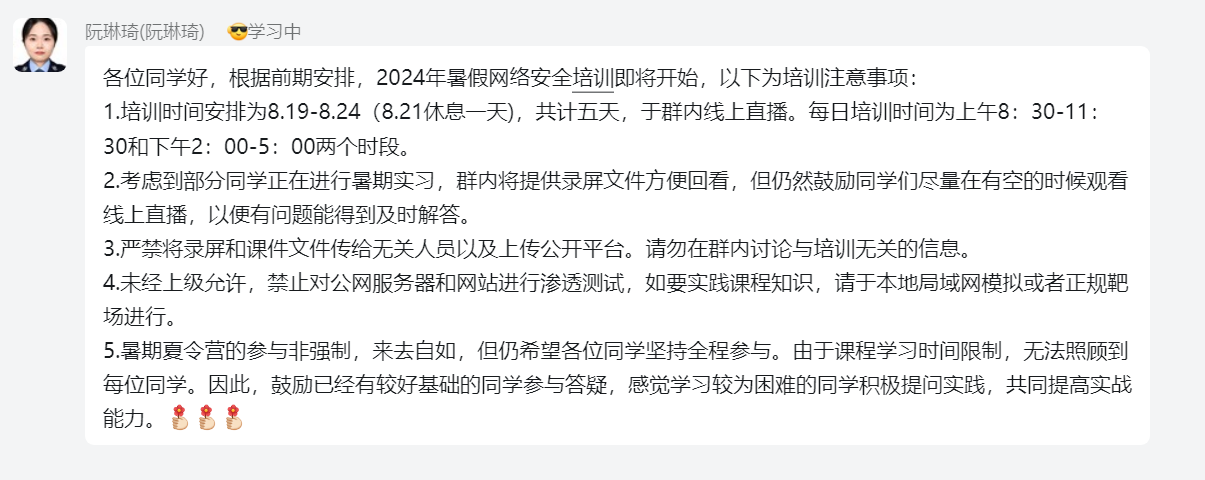 阮琳琦(阮琳琦) 😎学习中
各位同学好，根据前期安排，2024年暑假网络安全培训即将开始，以下为培训注意事项：
1.培训时间安排为8.19-8.24（8.21休息一天)，共计五天，于群内线上直播。每日培训时间为上午8：30-11：
30和下午2：00-5：00两个时段。
2.考虑到部分同学正在进行暑期实习，群内将提供录屏文件方便回看，但仍然鼓励同学们尽量在有空的时候观看
线上直播，以便有问题能得到及时解答。
3.严禁将录屏和课件文件传给无关人员以及上传公开平台。请勿在群内讨论与培训无关的信息。
4.未经上级允许，禁止对公网服务器和网站进行渗透测试，如要实践课程知识，请于本地局域网模拟或者正规靶
场进行。
5.暑期夏令营的参与非强制，来去自如，但仍希望各位同学坚持全程参与。由于课程学习时间限制，无法照顾到
每位同学。因此，鼓励已经有较好基础的同学参与答疑，感觉学习较为困难的同学积极提问实践，共同提高实战
能力。